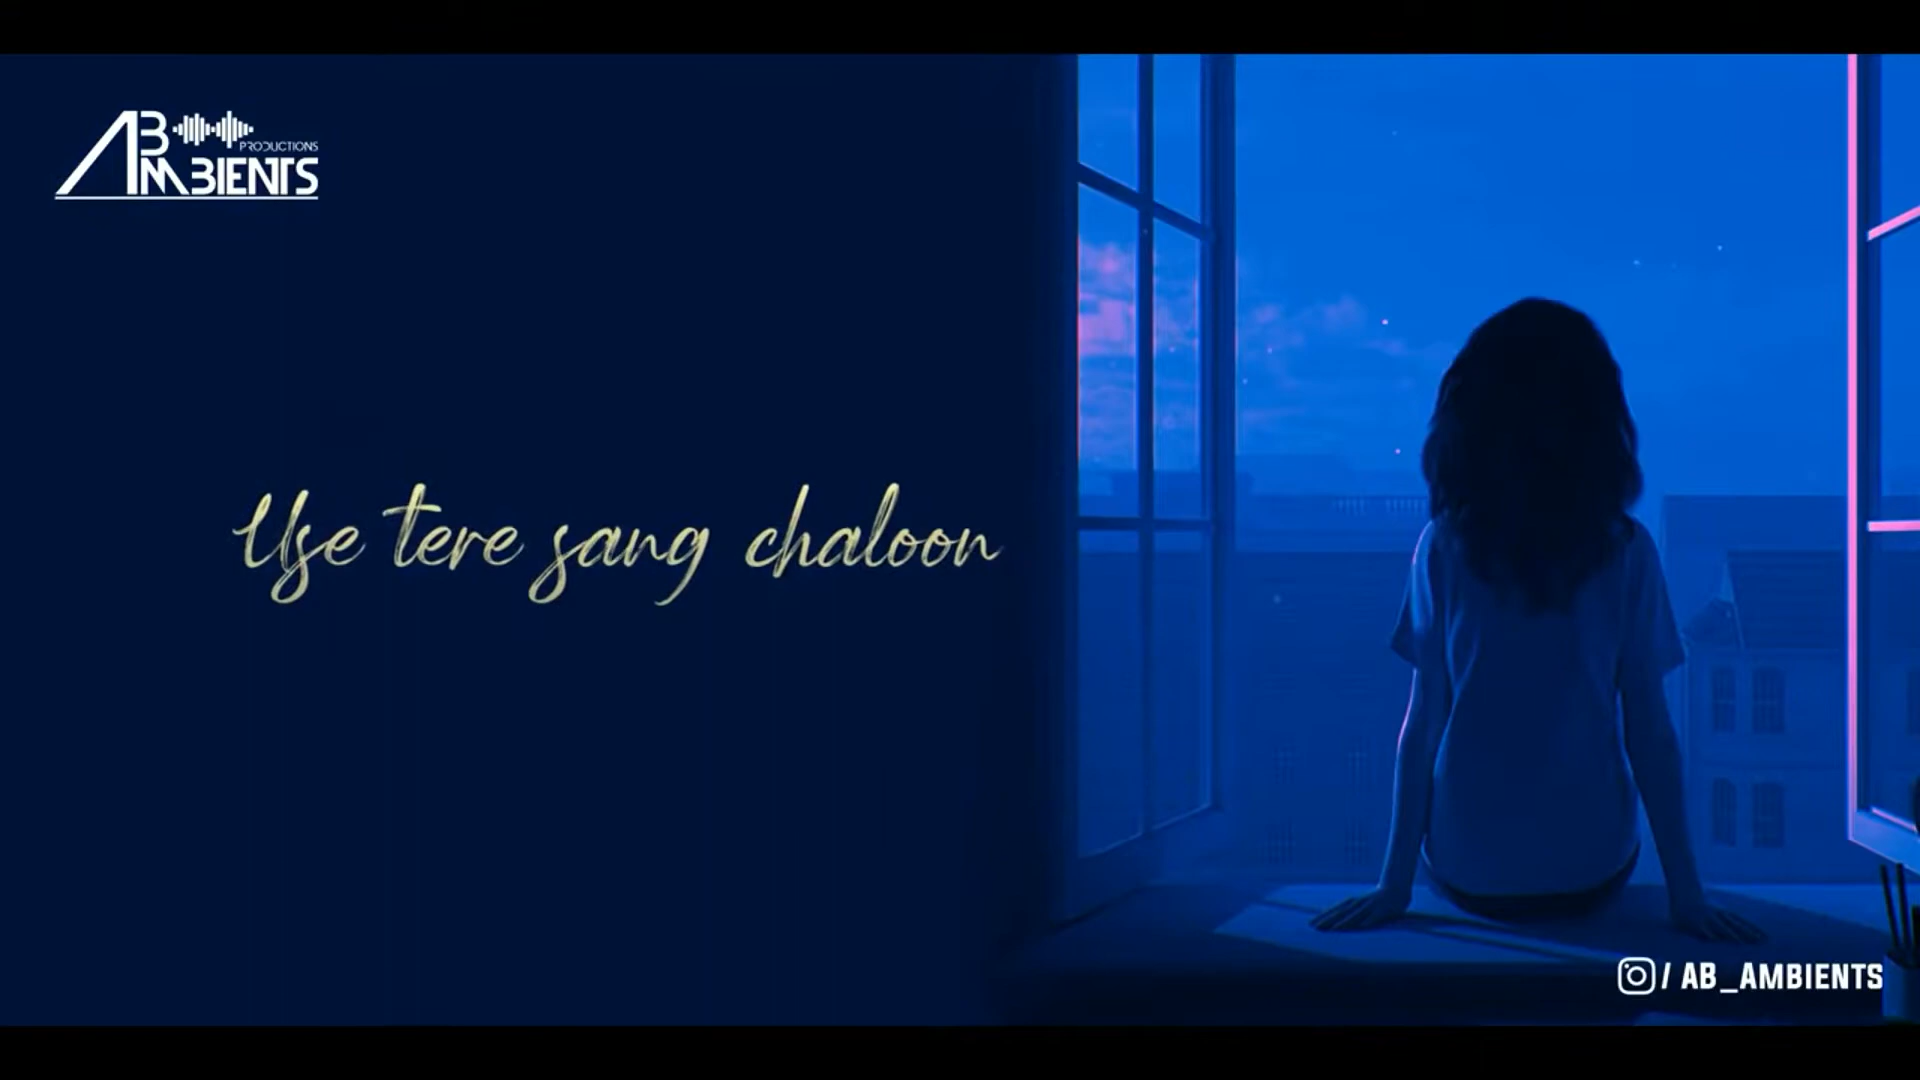 AB
PRODUCTIONS
AMBIENTS
Use tere sang chaloon
/ AB_AMBIENTS